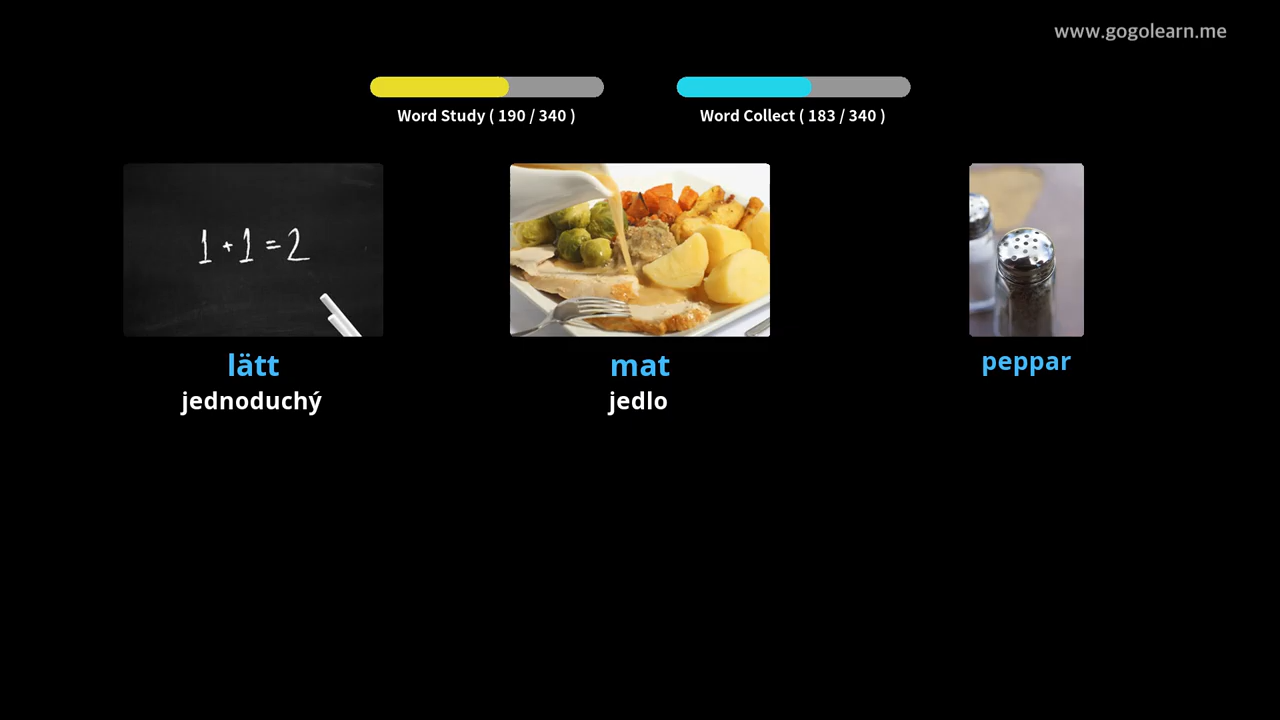 www.gogolearn.me
Word Study ( 190 / 340 )
Word Collect ( 183 / 340 )
1 + 1 = 2
lätt
jednoduchý
mat
jedlo
peppar